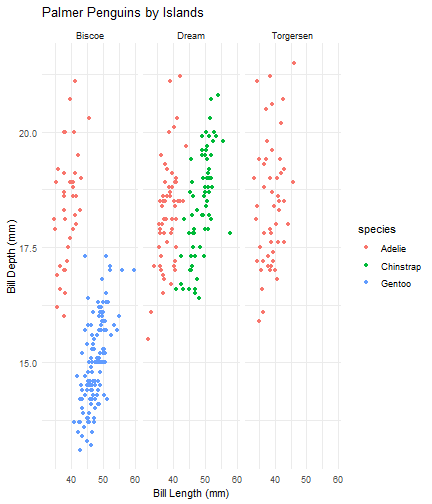 Palmer Penguins by Islands
Biscoe Dream Torgersen
20.0
17.5
15.0
Bill Depth (mm)
40 50 60 40 50 60 40 50 60
Bill Length (mm)
species
Adelie
Chinstrap
Gentoo